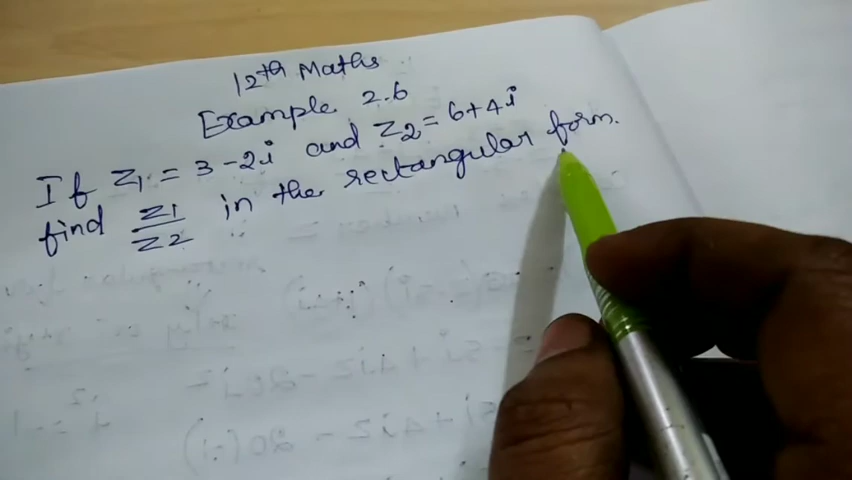 12th Maths
Example 2.6
If z1 = 3-2i and z2 = 6+4i
find z1/z2 in the rectangular form.